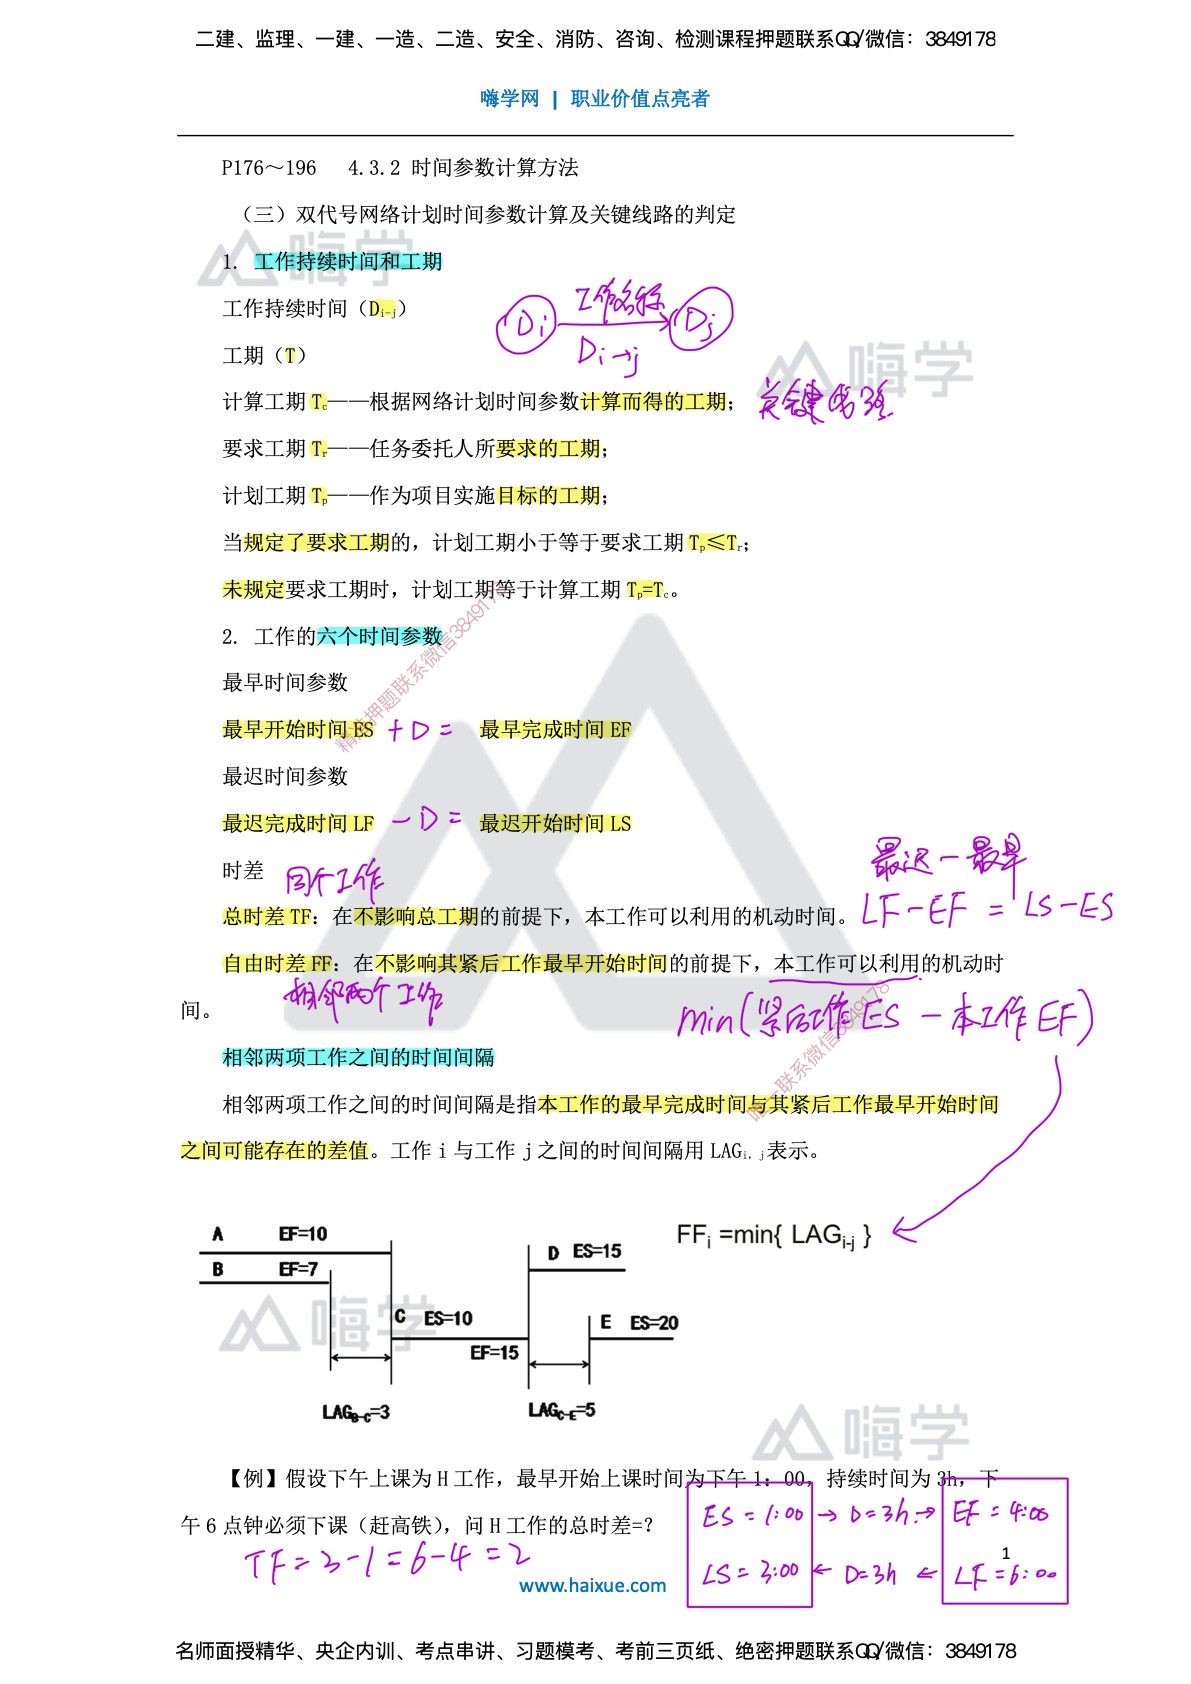 二建、监理、一建、一造、二造、安全、消防、咨询、检测课程押题联系QQ/微信：3849178
嗨学网 | 职业价值点亮者
P176～196 4.3.2 时间参数计算方法
（三）双代号网络计划时间参数计算及关键线路的判定
嗨学
1. 工作持续时间和工期
工作持续时间（Di-j）
Di 工作名称 Dj
Di→j
工期（T）
嗨学
计算工期 Tc——根据网络计划时间参数计算而得的工期； 关键线路
要求工期 Tr——任务委托人所要求的工期；
计划工期 Tp——作为项目实施目标的工期；
当规定了要求工期的，计划工期小于等于要求工期 Tp≤Tr；
未规定要求工期时，计划工期等于计算工期 Tp=Tc。
2. 工作的六个时间参数
最早时间参数
最早开始时间 ES +D= 最早完成时间 EF
最迟时间参数
最迟完成时间 LF -D= 最迟开始时间 LS
时差 同个工作
最迟-最早
总时差 TF：在不影响总工期的前提下，本工作可以利用的机动时间。 LF-EF = LS-ES
自由时差 FF：在不影响其紧后工作最早开始时间的前提下，本工作可以利用的机动时
间。 相邻两个工作 min(紧后工作ES - 本工作EF)
相邻两项工作之间的时间间隔
相邻两项工作之间的时间间隔是指本工作的最早完成时间与其紧后工作最早开始时间
之间可能存在的差值。工作 i 与工作 j 之间的时间间隔用 LAGi, j 表示。
A EF=10 FFi =min{ LAGi-j }
B EF=7 D ES=15
嗨学
C ES=10 E ES=20
EF=15
LAGB-C=3 LAGC-E=5
嗨学
【例】假设下午上课为 H 工作，最早开始上课时间为下午 1：00，持续时间为 3h，下
午 6 点钟必须下课（赶高铁），问 H 工作的总时差=？
ES = 1:00 → D=3h → EF = 4:00
TF = 3-1 = 6-4 = 2
LS = 3:00 ← D=3h ← LF = 6:00
1
www.haixue.com
名师面授精华、央企内训、考点串讲、习题模考、考前三页纸、绝密押题联系QQ/微信：3849178